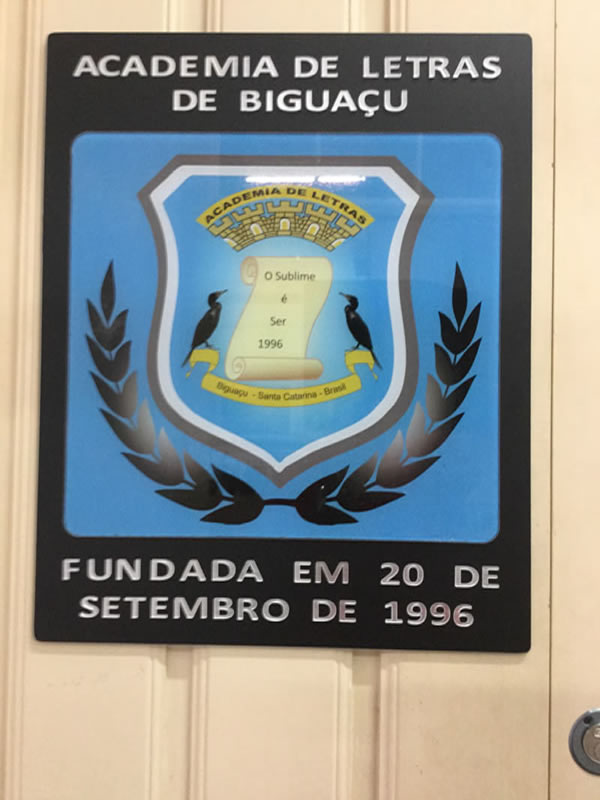 ACADEMIA DE LETRAS
DE BIGUAÇU
ACADEMIA DE LETRAS
O Sublime
é
Ser
1996
Biguaçu - Santa Catarina - Brasil
FUNDADA EM 20 DE
SETEMBRO DE 1996